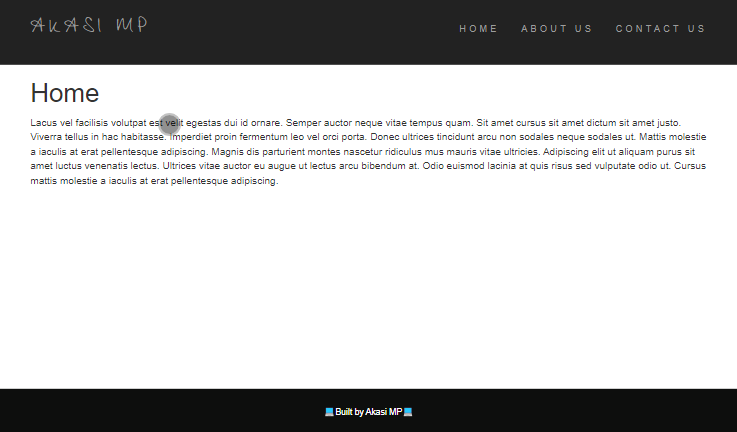 AKASI MP
HOME ABOUT US CONTACT US
Home
Lacus vel facilisis volutpat est velit egestas dui id ornare. Semper auctor neque vitae tempus quam. Sit amet cursus sit amet dictum sit amet justo.
Viverra tellus in hac habitasse. Imperdiet proin fermentum leo vel orci porta. Donec ultrices tincidunt arcu non sodales neque sodales ut. Mattis molestie
a iaculis at erat pellentesque adipiscing. Magnis dis parturient montes nascetur ridiculus mus mauris vitae ultricies. Adipiscing elit ut aliquam purus sit
amet luctus venenatis lectus. Ultrices vitae auctor eu augue ut lectus arcu bibendum at. Odio euismod lacinia at quis risus sed vulputate odio ut. Cursus
mattis molestie a iaculis at erat pellentesque adipiscing.
💻Built by Akasi MP💻